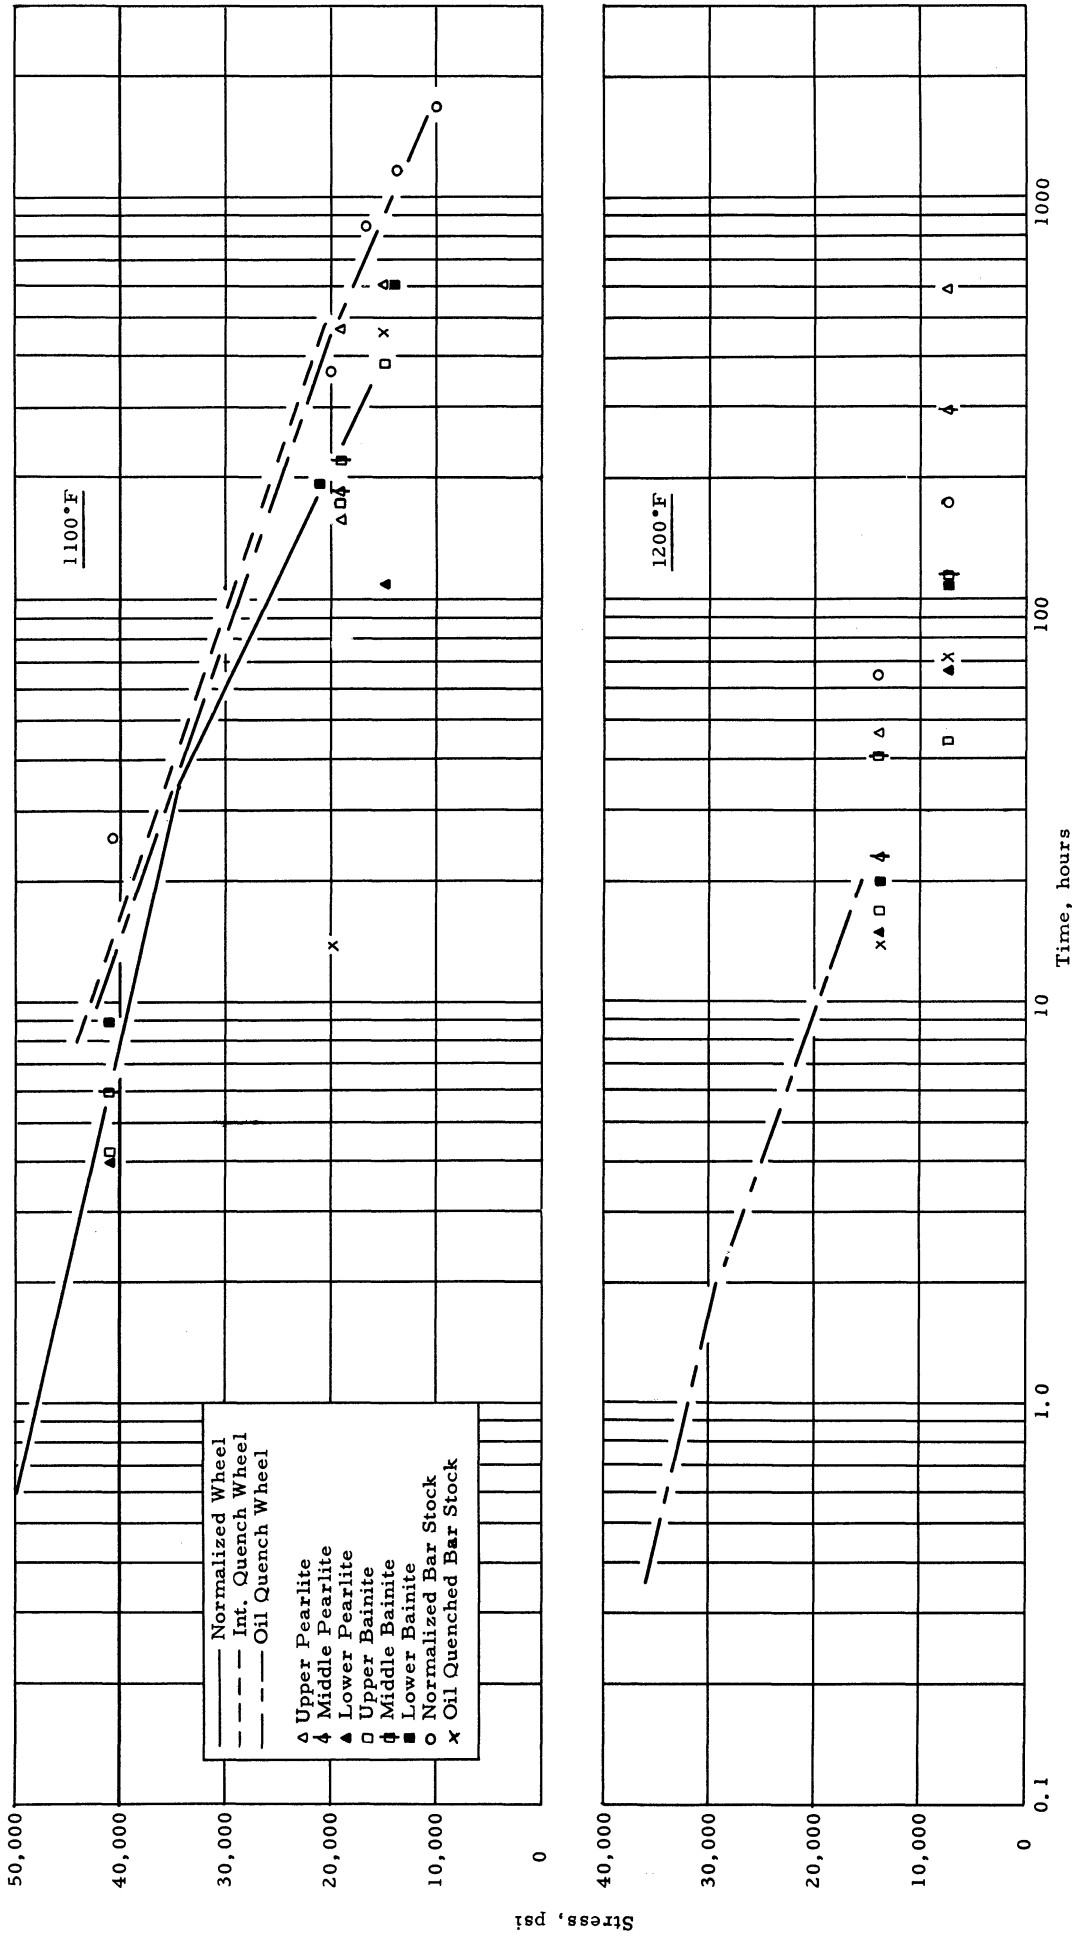 1100°F
50,000
40,000
30,000
20,000
10,000
0
Normalized Wheel
Int. Quench Wheel
Oil Quench Wheel
Upper Pearlite
Middle Pearlite
Lower Pearlite
Upper Bainite
Middle Bainite
Lower Bainite
Normalized Bar Stock
Oil Quenched Bar Stock
Stress, psi
1200°F
40,000
30,000
20,000
10,000
0
0.1
1.0
10
100
1000
Time, hours